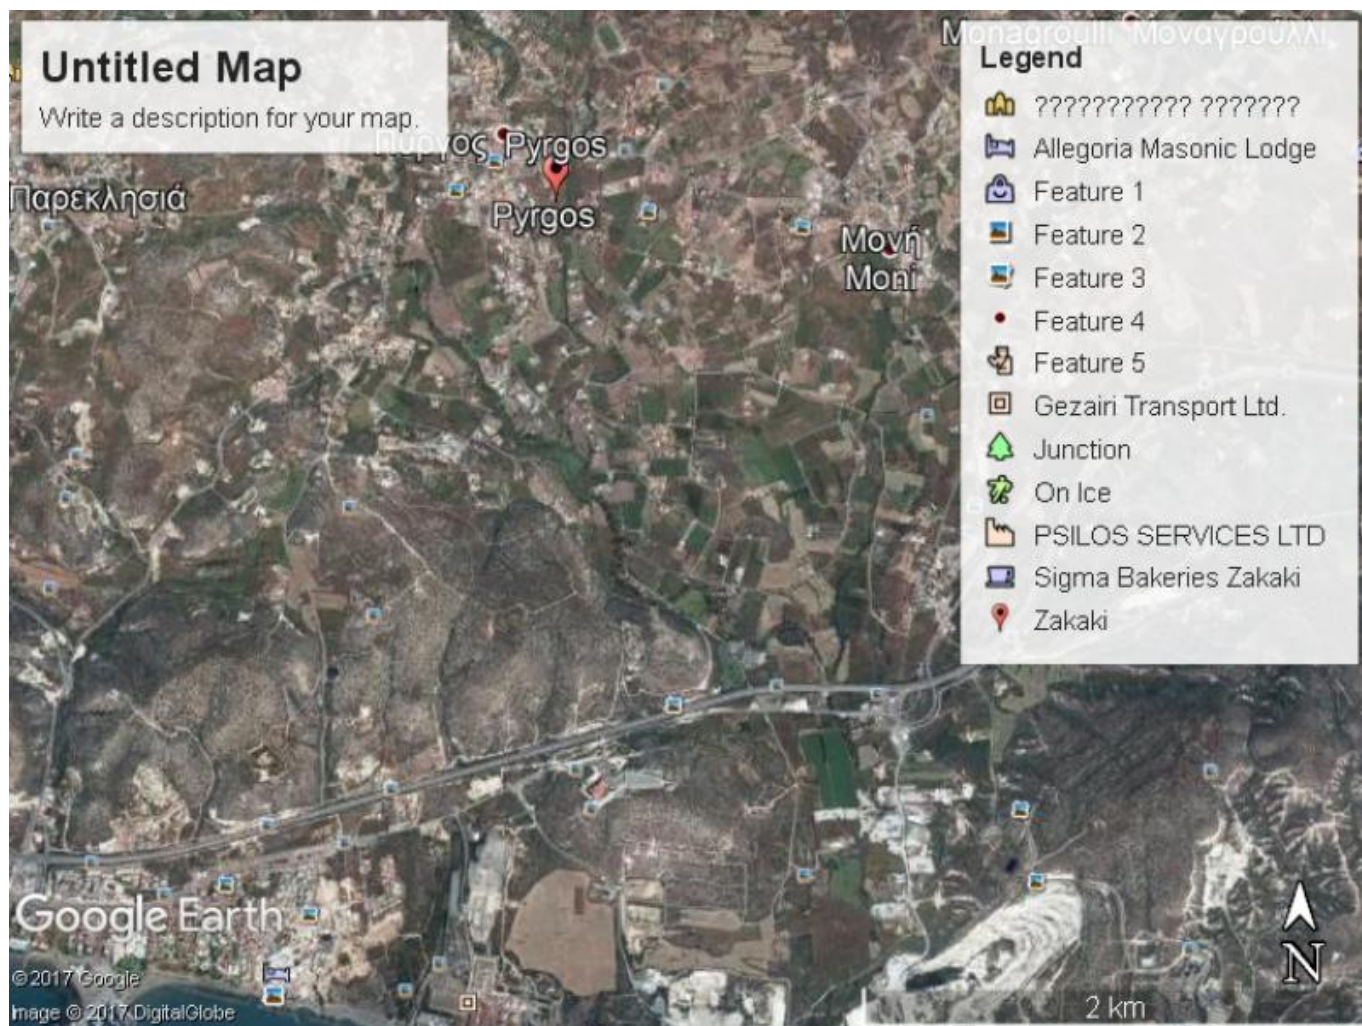 Untitled Map
Write a description for your map.
Monagroulli Μοναγρούλλι
Πύργος Pyrgos
Pyrgos
Παρεκλησιά
Μονή
Moni
Legend
??????????? ???????
Allegoria Masonic Lodge
Feature 1
Feature 2
Feature 3
Feature 4
Feature 5
Gezairi Transport Ltd.
Junction
On Ice
PSILOS SERVICES LTD
Sigma Bakeries Zakaki
Zakaki
Google Earth
©2017 Google
Image © 2017 DigitalGlobe
N
2 km